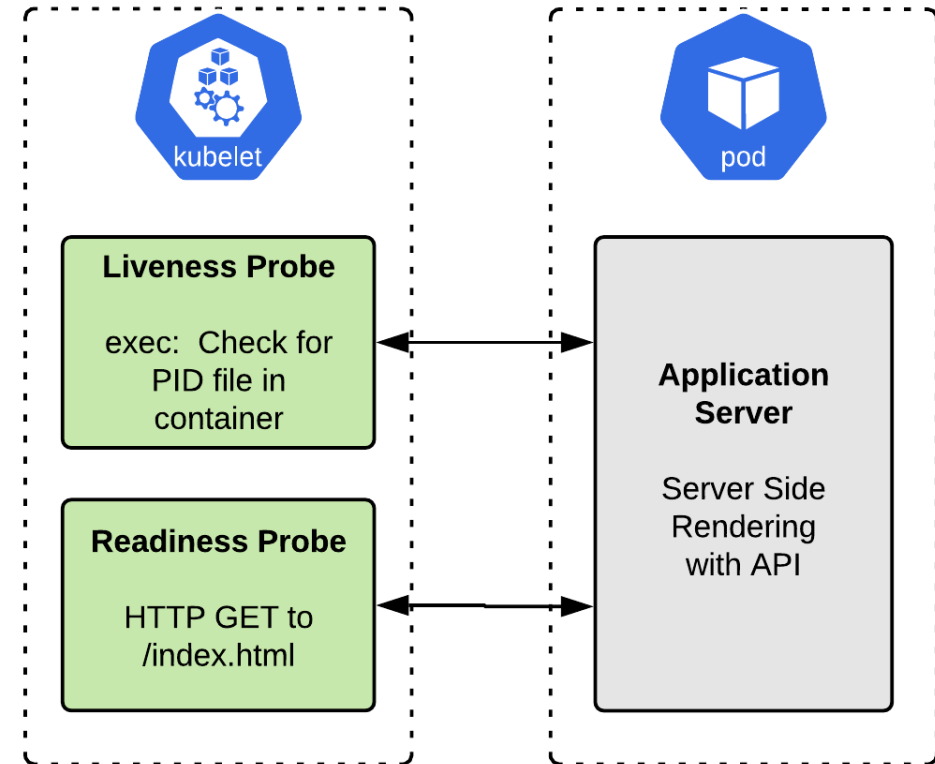 kubelet
pod
Liveness Probe
exec:  Check for
PID file in
container
Readiness Probe
HTTP GET to
/index.html
Application
Server
Server Side
Rendering
with API